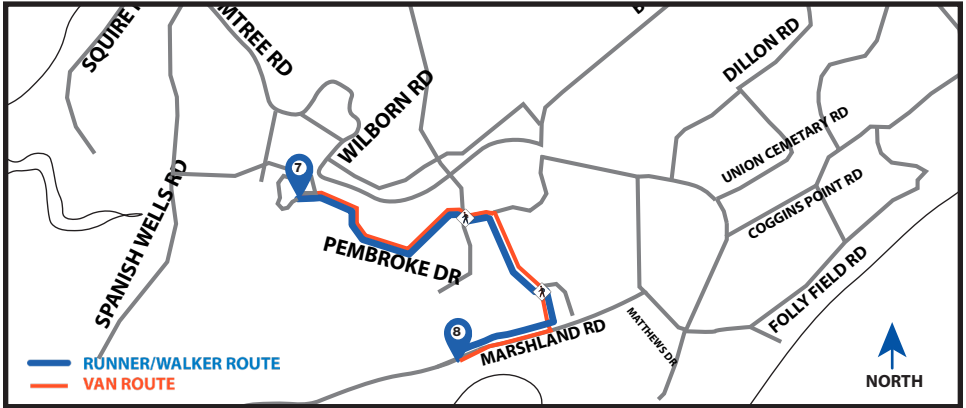 SQUIRE
MTREE RD
WILBORN RD
DILLON RD
UNION CEMETARY RD
COGGINS POINT RD
FOLLY FIELD RD
SPANISH WELLS RD
7
PEMBROKE DR
8
MARSHLAND RD
MATTHEWS DR
RUNNER/WALKER ROUTE
VAN ROUTE
NORTH